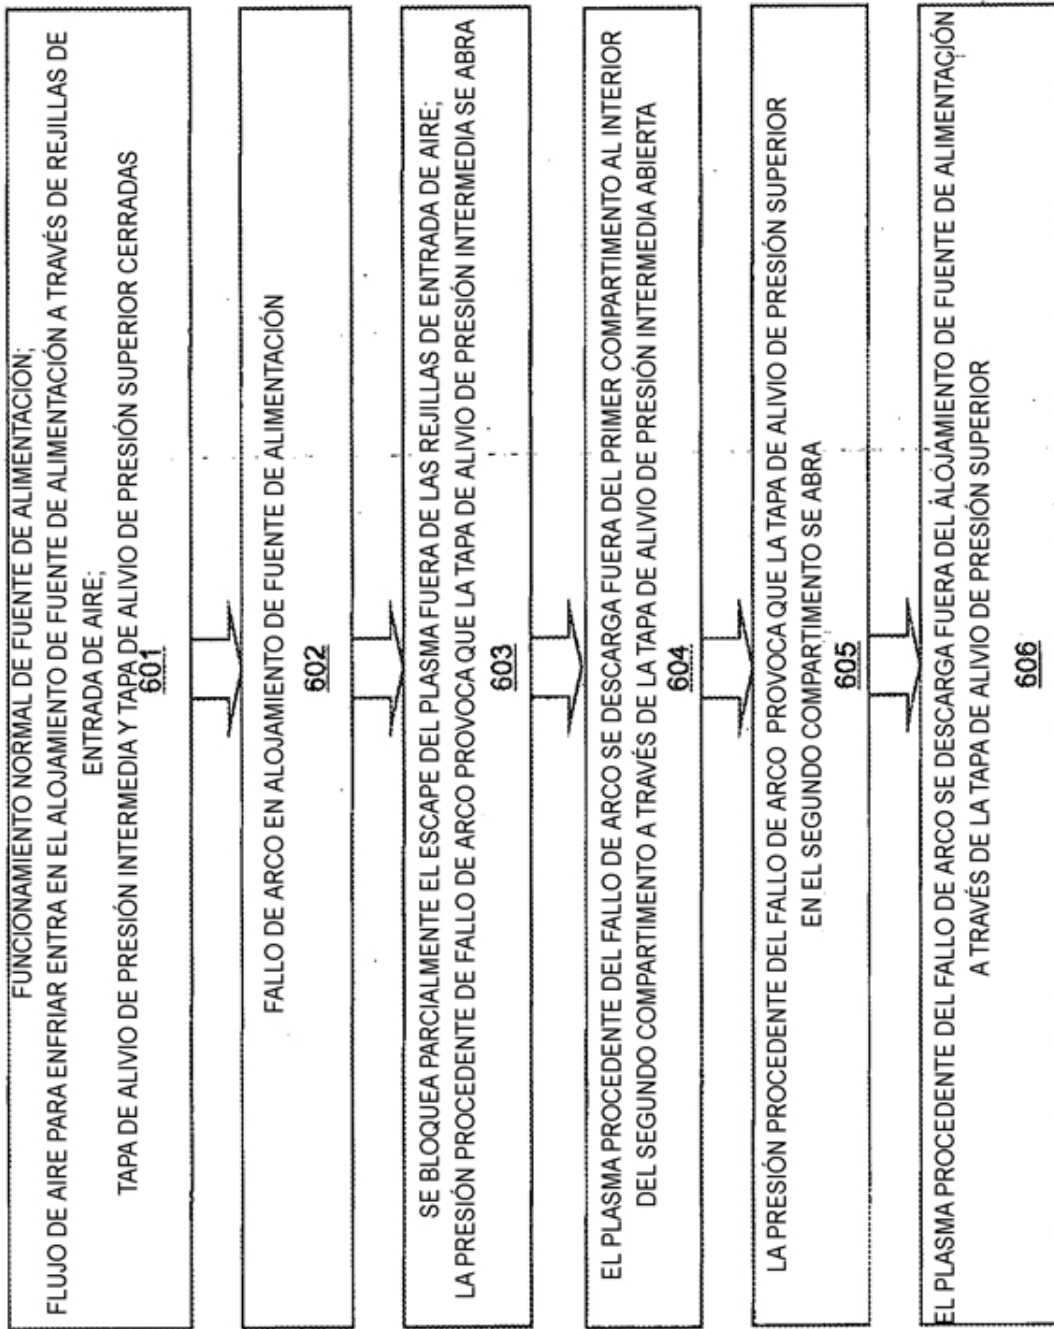 FUNCIONAMIENTO NORMAL DE FUENTE DE ALIMENTACIÓN;
FLUJO DE AIRE PARA ENFRIAR ENTRA EN EL ALOJAMIENTO DE FUENTE DE ALIMENTACIÓN A TRAVÉS DE REJILLAS DE
ENTRADA DE AIRE;
TAPA DE ALIVIO DE PRESIÓN INTERMEDIA Y TAPA DE ALIVIO DE PRESIÓN SUPERIOR CERRADAS
601
FALLO DE ARCO EN ALOJAMIENTO DE FUENTE DE ALIMENTACIÓN
602
SE BLOQUEA PARCIALMENTE EL ESCAPE DEL PLASMA FUERA DE LAS REJILLAS DE ENTRADA DE AIRE;
LA PRESIÓN PROCEDENTE DE FALLO DE ARCO PROVOCA QUE LA TAPA DE ALIVIO DE PRESIÓN INTERMEDIA SE ABRA
603
EL PLASMA PROCEDENTE DEL FALLO DE ARCO SE DESCARGA FUERA DEL PRIMER COMPARTIMENTO AL INTERIOR
DEL SEGUNDO COMPARTIMENTO A TRAVÉS DE LA TAPA DE ALIVIO DE PRESIÓN INTERMEDIA ABIERTA
604
LA PRESIÓN PROCEDENTE DEL FALLO DE ARCO PROVOCA QUE LA TAPA DE ALIVIO DE PRESIÓN SUPERIOR
EN EL SEGUNDO COMPARTIMENTO SE ABRA
605
EL PLASMA PROCEDENTE DEL FALLO DE ARCO SE DESCARGA FUERA DEL ALOJAMIENTO DE FUENTE DE ALIMENTACIÓN
A TRAVÉS DE LA TAPA DE ALIVIO DE PRESIÓN SUPERIOR
606